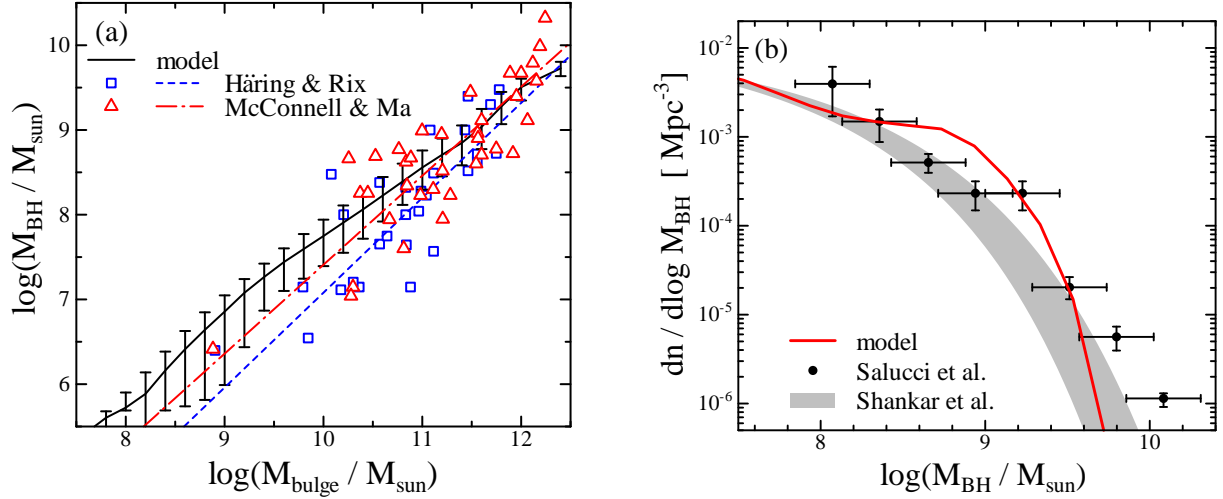 (a)
model
Häring & Rix
McConnell & Ma
10
9
8
7
6
log(M_BH / M_sun)
8 9 10 11 12
log(M_bulge / M_sun)
(b)
10^-2
10^-3
10^-4
10^-5
10^-6
dn / dlog M_BH [ Mpc^-3]
model
Salucci et al.
Shankar et al.
8 9 10
log(M_BH / M_sun)